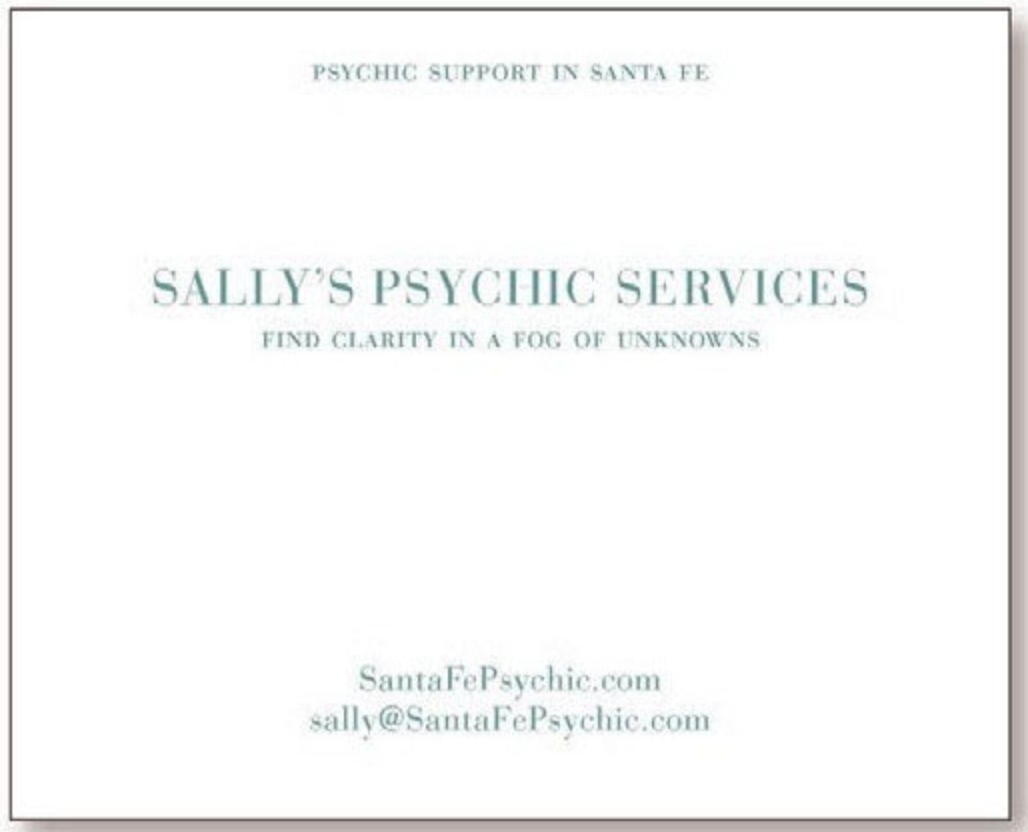 PSYCHIC SUPPORT IN SANTA FE
SALLY’S PSYCHIC SERVICES
FIND CLARITY IN A FOG OF UNKNOWNS
SantaFePsychic.com
sally@SantaFePsychic.com